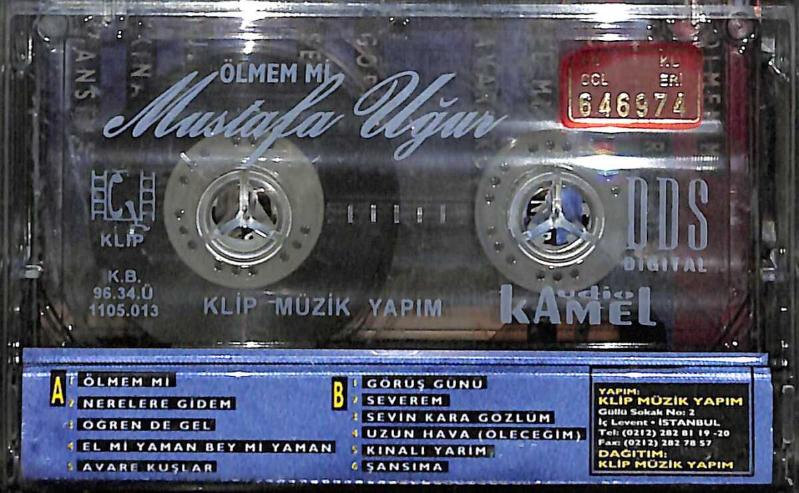 ÖLMEM Mİ
Mustafa Uğur
646974
KLİP
K.B.
96.34.Ü
1105.013
DDS
DIGITAL
KLİP MÜZİK YAPIM
audio
kAMEL
A
1 ÖLMEM Mİ
2 NERELERE GİDEM
3 ÖĞREN DE GEL
4 EL Mİ YAMAN BEY Mİ YAMAN
5 AVARE KUŞLAR
B
1 GÖRÜŞ GÜNÜ
2 SEVEREM
3 SEVİN KARA GÖZLÜM
4 UZUN HAVA (ÖLECEĞİM)
5 KINALI YARİM
6 ŞANSIMA
YAPIM:
KLİP MÜZİK YAPIM
Güllü Sokak No: 2
İç Levent • İSTANBUL
Tel: (0212) 282 81 19 -20
Fax: (0212) 282 78 57
DAĞITIM:
KLİP MÜZİK YAPIM